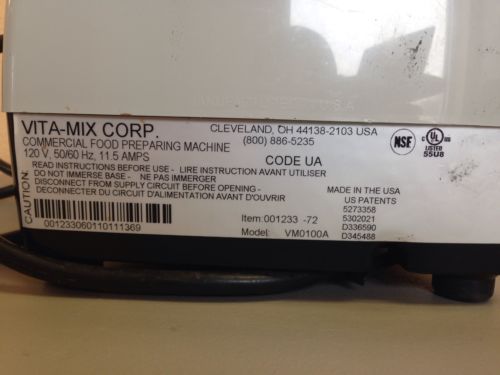 VITA-MIX CORP.
CLEVELAND, OH 44138-2103 USA
COMMERCIAL FOOD PREPARING MACHINE
(800) 886-5235
120 V, 50/60 Hz, 11.5 AMPS
CODE UA
NSF
C UL US
LISTED
55U8
CAUTION:
READ INSTRUCTIONS BEFORE USE - LIRE INSTRUCTION AVANT UTILISER
DO NOT IMMERSE BASE - NE PAS IMMERGER
DISCONNECT FROM SUPPLY CIRCUIT BEFORE OPENING -
DECONNECTER DU CIRCUIT D'ALIMENTATION AVANT D'OUVRIR
MADE IN THE USA
US PATENTS
5273358
5302021
D336590
D345488
001233060110111369
Item:001233 -72
Model: VM0100A